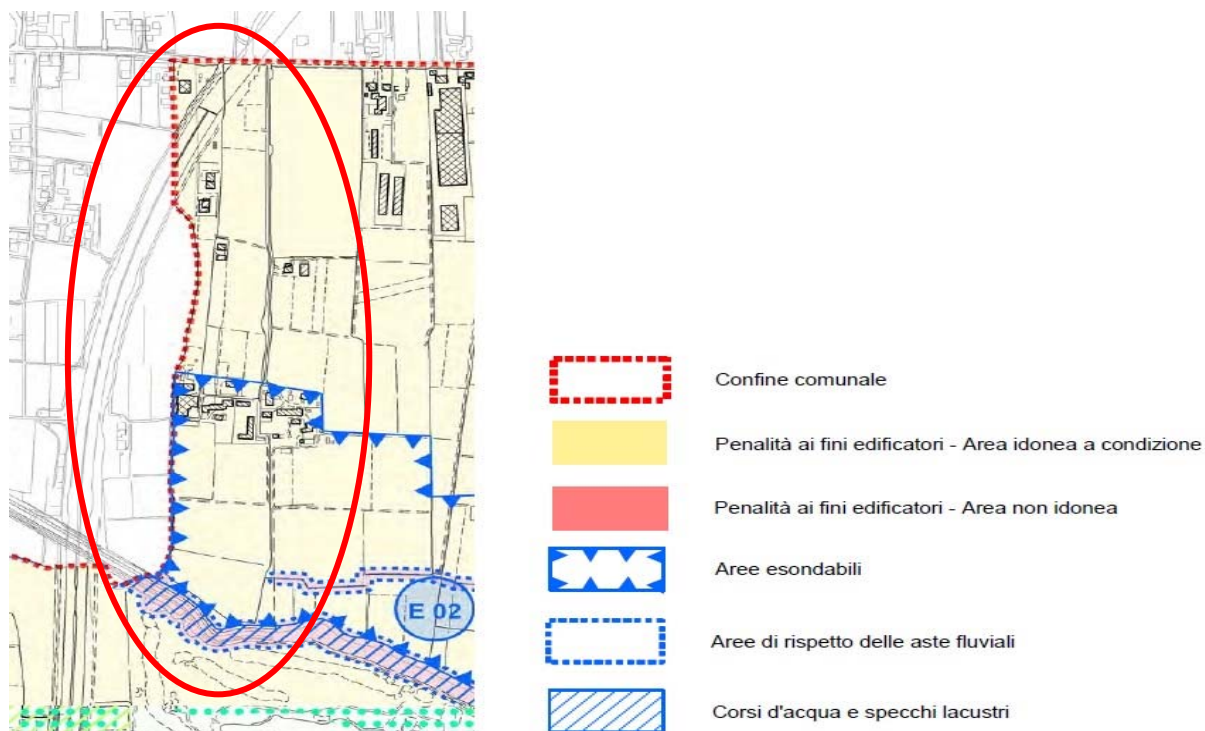 E 02
Confine comunale
Penalità ai fini edificatori - Area idonea a condizione
Penalità ai fini edificatori - Area non idonea
Aree esondabili
Aree di rispetto delle aste fluviali
Corsi d'acqua e specchi lacustri